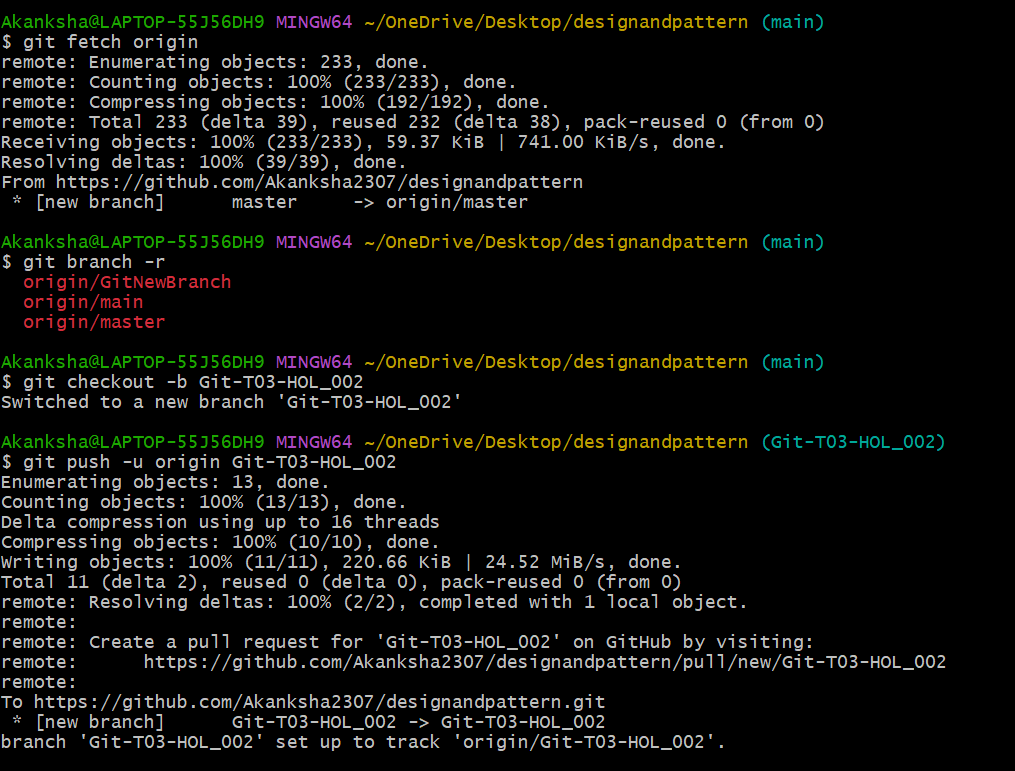 Akanksha@LAPTOP-55J56DH9 MINGW64 ~/OneDrive/Desktop/designandpattern (main)
$ git fetch origin
remote: Enumerating objects: 233, done.
remote: Counting objects: 100% (233/233), done.
remote: Compressing objects: 100% (192/192), done.
remote: Total 233 (delta 39), reused 232 (delta 38), pack-reused 0 (from 0)
Receiving objects: 100% (233/233), 59.37 KiB | 741.00 KiB/s, done.
Resolving deltas: 100% (39/39), done.
From https://github.com/Akanksha2307/designandpattern
 * [new branch]      master     -> origin/master

Akanksha@LAPTOP-55J56DH9 MINGW64 ~/OneDrive/Desktop/designandpattern (main)
$ git branch -r
  origin/GitNewBranch
  origin/main
  origin/master

Akanksha@LAPTOP-55J56DH9 MINGW64 ~/OneDrive/Desktop/designandpattern (main)
$ git checkout -b Git-T03-HOL_002
Switched to a new branch 'Git-T03-HOL_002'

Akanksha@LAPTOP-55J56DH9 MINGW64 ~/OneDrive/Desktop/designandpattern (Git-T03-HOL_002)
$ git push -u origin Git-T03-HOL_002
Enumerating objects: 13, done.
Counting objects: 100% (13/13), done.
Delta compression using up to 16 threads
Compressing objects: 100% (10/10), done.
Writing objects: 100% (11/11), 220.66 KiB | 24.52 MiB/s, done.
Total 11 (delta 2), reused 0 (delta 0), pack-reused 0 (from 0)
remote: Resolving deltas: 100% (2/2), completed with 1 local object.
remote:
remote: Create a pull request for 'Git-T03-HOL_002' on GitHub by visiting:
remote:      https://github.com/Akanksha2307/designandpattern/pull/new/Git-T03-HOL_002
remote:
To https://github.com/Akanksha2307/designandpattern.git
 * [new branch]      Git-T03-HOL_002 -> Git-T03-HOL_002
branch 'Git-T03-HOL_002' set up to track 'origin/Git-T03-HOL_002'.